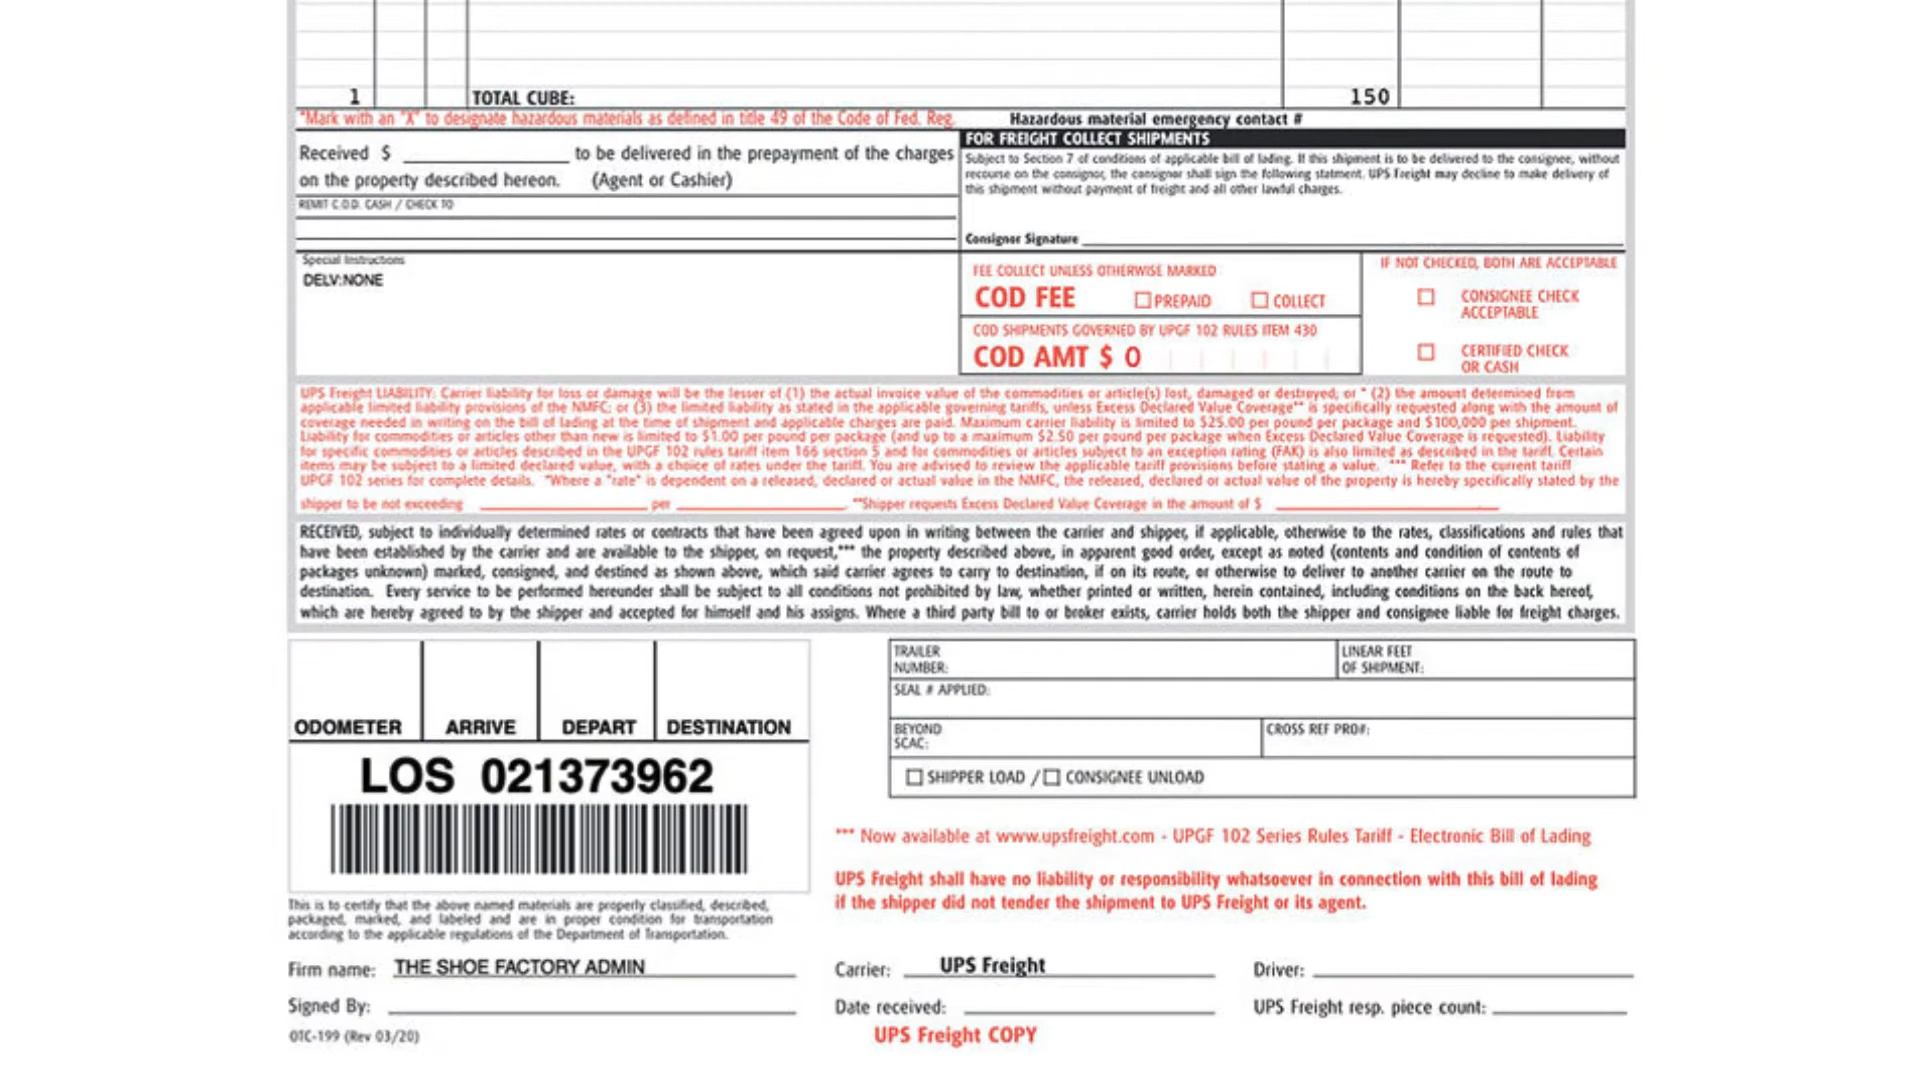 1 TOTAL CUBE: 150
*Mark with an "X" to designate hazardous materials as defined in title 49 of the Code of Fed. Reg. Hazardous material emergency contact #
Received $ ____ to be delivered in the prepayment of the charges
on the property described hereon. (Agent or Cashier)
REMIT C.O.D. CASH / CHECK TO
FOR FREIGHT COLLECT SHIPMENTS
Subject to Section 7 of conditions of applicable bill of lading. If this shipment is to be delivered to the consignee, without
recourse on the consignor, the consignor shall sign the following statment. UPS Freight may decline to make delivery of
this shipment without payment of freight and all other lawful charges.
Consignor Signature
Special Instructions
DELV:NONE
FEE COLLECT UNLESS OTHERWISE MARKED
COD FEE PREPAID COLLECT
COD SHIPMENTS GOVERNED BY UPGF 102 RULES ITEM 430
COD AMT $ 0
IF NOT CHECKED, BOTH ARE ACCEPTABLE
CONSIGNEE CHECK
ACCEPTABLE
CERTIFIED CHECK
OR CASH
UPS Freight LIABILITY: Carrier liability for loss or damage will be the lesser of (1) the actual invoice value of the commodities or article(s) lost, damaged or destroyed, or * (2) the amount determined from
applicable limited liability provisions of the NMFC; or (3) the limited liability as stated in the applicable governing tariffs, unless Excess Declared Value Coverage** is specifically requested along with the amount of
coverage needed in writing on the bill of lading at the time of shipment and applicable charges are paid. Maximum carrier liability is limited to $25.00 per pound per package and $100,000 per shipment.
Liability for commodities or articles other than new is limited to $1.00 per pound per package (and up to a maximum $2.50 per pound per package when Excess Declared Value Coverage is requested). Liability
for specific commodities or articles described in the UPGF 102 rules tariff item 166 section 5 and for commodities or articles subject to an exception rating (FAK) is also limited as described in the tariff. Certain
items may be subject to a limited declared value, with a choice of rates under the tariff. You are advised to review the applicable tariff provisions before stating a value. *** Refer to the current tariff
UPGF 102 series for complete details. *Where a "rate" is dependent on a released, declared or actual value in the NMFC, the released, declared or actual value of the property is hereby specifically stated by the
shipper to be not exceeding ____ per ____. **Shipper requests Excess Declared Value Coverage in the amount of $ ____
RECEIVED, subject to individually determined rates or contracts that have been agreed upon in writing between the carrier and shipper, if applicable, otherwise to the rates, classifications and rules that
have been established by the carrier and are available to the shipper, on request,*** the property described above, in apparent good order, except as noted (contents and condition of contents of
packages unknown) marked, consigned, and destined as shown above, which said carrier agrees to carry to destination, if on its route, or otherwise to deliver to another carrier on the route to
destination. Every service to be performed hereunder shall be subject to all conditions not prohibited by law, whether printed or written, herein contained, including conditions on the back hereof,
which are hereby agreed to by the shipper and accepted for himself and his assigns. Where a third party bill to or broker exists, carrier holds both the shipper and consignee liable for freight charges.
ODOMETER ARRIVE DEPART DESTINATION
LOS 021373962
TRAILER
NUMBER:
LINEAR FEET
OF SHIPMENT:
SEAL # APPLIED:
BEYOND
SCAC:
CROSS REF PRO#:
SHIPPER LOAD / CONSIGNEE UNLOAD
*** Now available at www.upsfreight.com - UPGF 102 Series Rules Tariff - Electronic Bill of Lading
UPS Freight shall have no liability or responsibility whatsoever in connection with this bill of lading
if the shipper did not tender the shipment to UPS Freight or its agent.
This is to certify that the above named materials are properly classified, described,
packaged, marked, and labeled and are in proper condition for transportation
according to the applicable regulations of the Department of Transportation.
Firm name: THE SHOE FACTORY ADMIN
Carrier: UPS Freight
Driver:
Signed By:
Date received:
UPS Freight resp. piece count:
OTC-199 (Rev 03/20)
UPS Freight COPY